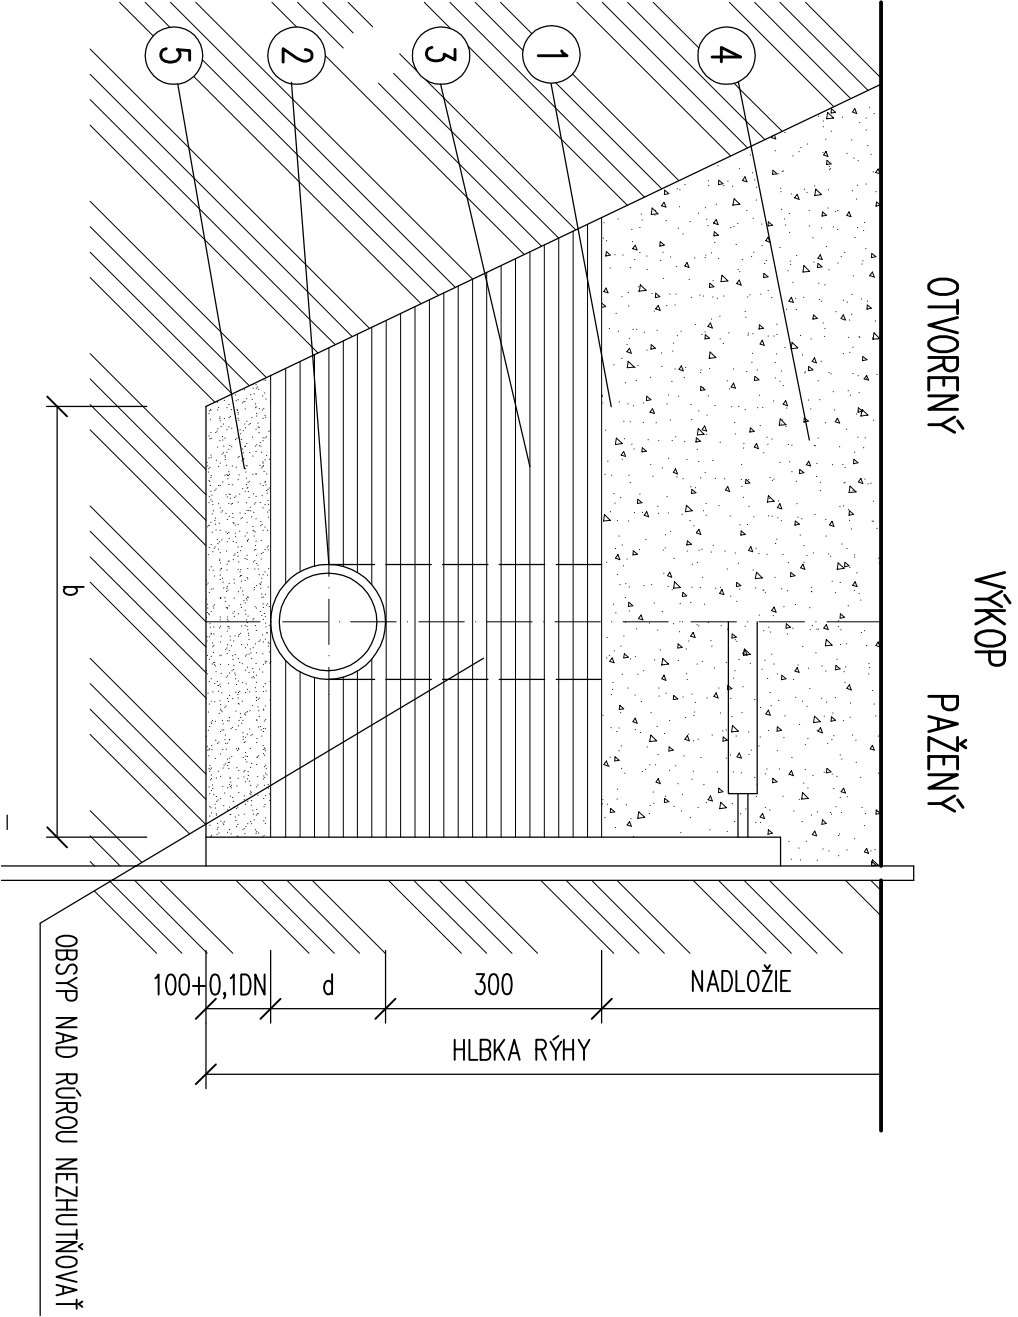 VÝKOP
OTVORENÝ
PAŽENÝ
4
1
3
2
5
NADLOŽIE
300
d
100+0,1DN
HLBKA RÝHY
b
OBSYP NAD RÚROU NEZHUTŇOVAŤ